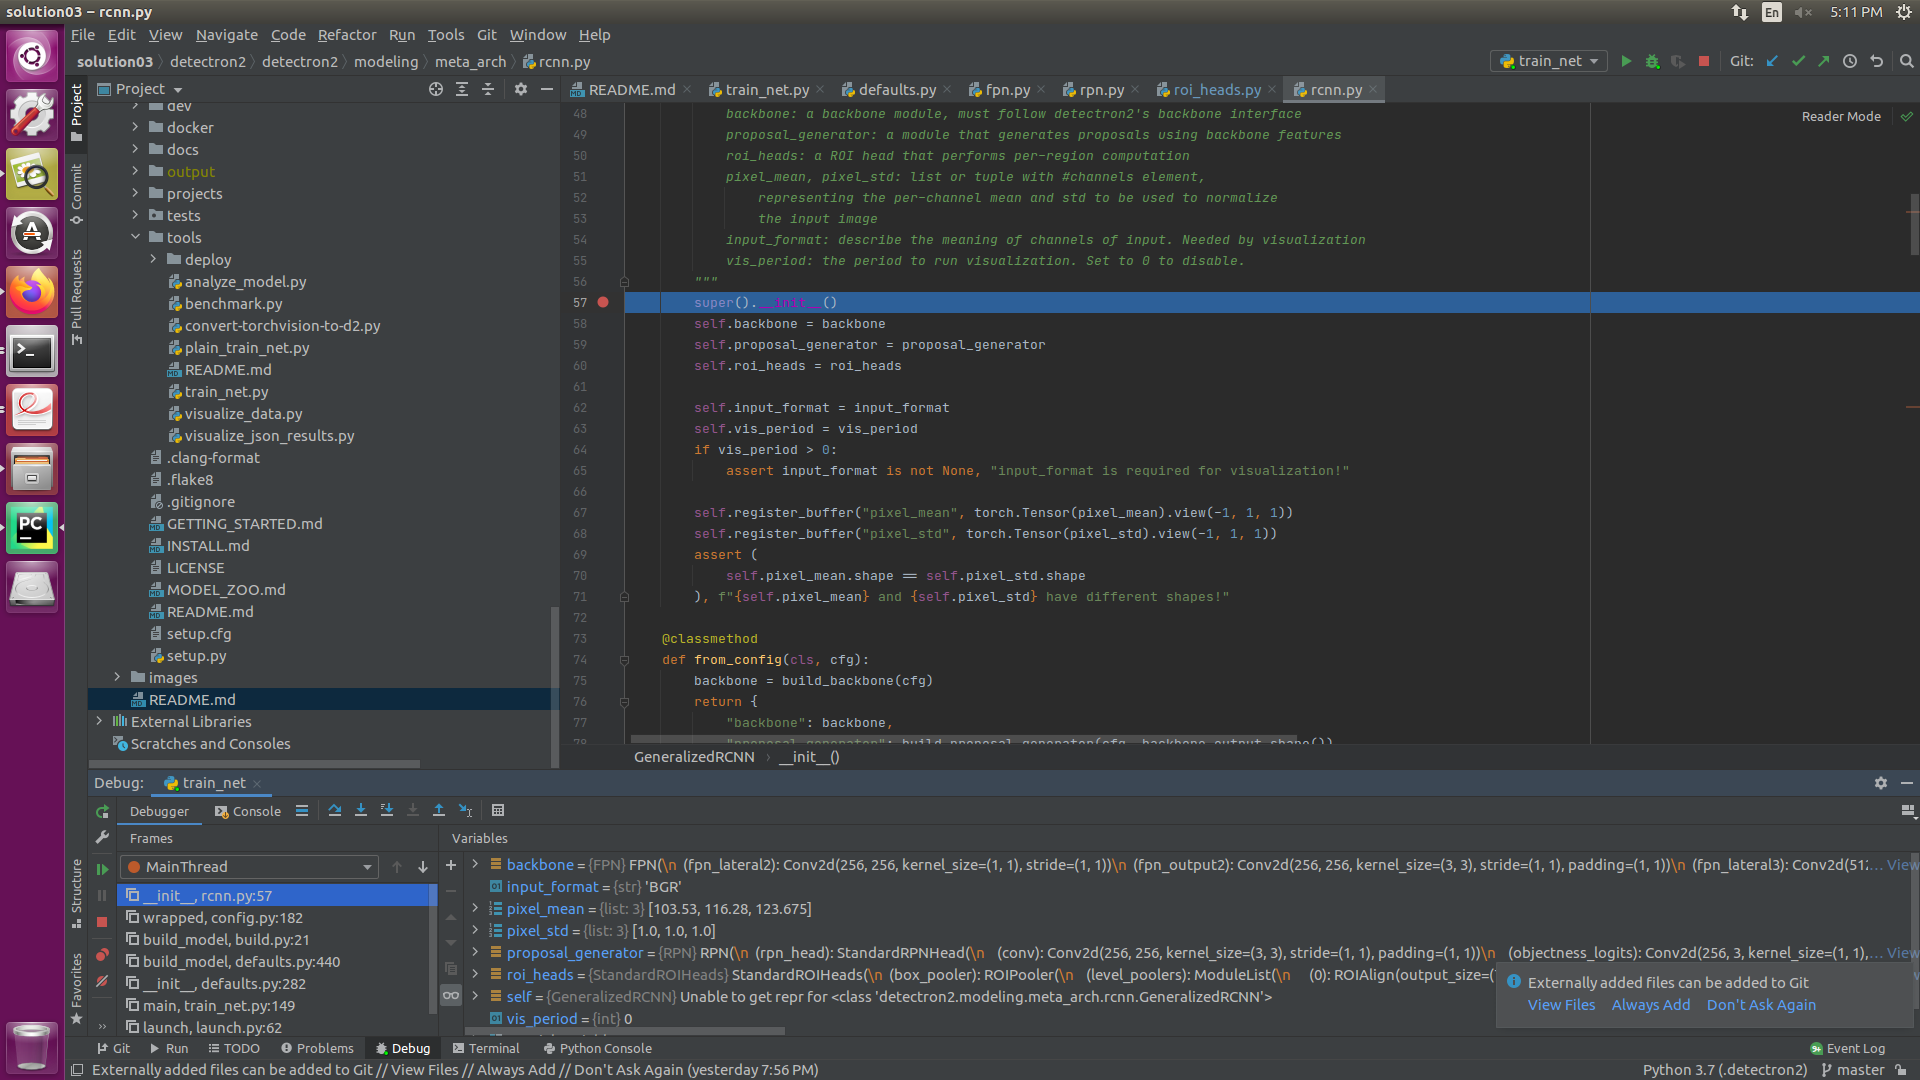 solution03 – rcnn.py
En
5:11 PM
File Edit View Navigate Code Refactor Run Tools Git Window Help
solution03 detectron2 detectron2 modeling meta_arch rcnn.py
train_net
Git:
Project
README.md train_net.py defaults.py fpn.py rpn.py roi_heads.py rcnn.py
Project
Commit
Pull Requests
Structure
Favorites
dev
docker
docs
output
projects
tests
tools
deploy
analyze_model.py
benchmark.py
convert-torchvision-to-d2.py
plain_train_net.py
README.md
train_net.py
visualize_data.py
visualize_json_results.py
.clang-format
.flake8
.gitignore
GETTING_STARTED.md
INSTALL.md
LICENSE
MODEL_ZOO.md
README.md
setup.cfg
setup.py
images
README.md
External Libraries
Scratches and Consoles
Reader Mode
48 backbone: a backbone module, must follow detectron2's backbone interface
49 proposal_generator: a module that generates proposals using backbone features
50 roi_heads: a ROI head that performs per-region computation
51 pixel_mean, pixel_std: list or tuple with #channels element,
52 representing the per-channel mean and std to be used to normalize
53 the input image
54 input_format: describe the meaning of channels of input. Needed by visualization
55 vis_period: the period to run visualization. Set to 0 to disable.
56 """
57 super().__init__()
58 self.backbone = backbone
59 self.proposal_generator = proposal_generator
60 self.roi_heads = roi_heads
61
62 self.input_format = input_format
63 self.vis_period = vis_period
64 if vis_period > 0:
65 assert input_format is not None, "input_format is required for visualization!"
66
67 self.register_buffer("pixel_mean", torch.Tensor(pixel_mean).view(-1, 1, 1))
68 self.register_buffer("pixel_std", torch.Tensor(pixel_std).view(-1, 1, 1))
69 assert (
70 self.pixel_mean.shape == self.pixel_std.shape
71 ), f"{self.pixel_mean} and {self.pixel_std} have different shapes!"
72
73 @classmethod
74 def from_config(cls, cfg):
75 backbone = build_backbone(cfg)
76 return {
77 "backbone": backbone,
78 "proposal_generator": build_proposal_generator(cfg, backbone.output_shape()),
GeneralizedRCNN › __init__()
Debug: train_net
Debugger Console
Frames
Variables
MainThread
__init__, rcnn.py:57
wrapped, config.py:182
build_model, build.py:21
build_model, defaults.py:440
__init__, defaults.py:282
main, train_net.py:149
launch, launch.py:62
backbone = {FPN} FPN(\n (fpn_lateral2): Conv2d(256, 256, kernel_size=(1, 1), stride=(1, 1))\n (fpn_output2): Conv2d(256, 256, kernel_size=(3, 3), stride=(1, 1), padding=(1, 1))\n (fpn_lateral3): Conv2d(512... View
input_format = {str} 'BGR'
pixel_mean = {list: 3} [103.53, 116.28, 123.675]
pixel_std = {list: 3} [1.0, 1.0, 1.0]
proposal_generator = {RPN} RPN(\n (rpn_head): StandardRPNHead(\n (conv): Conv2d(256, 256, kernel_size=(3, 3), stride=(1, 1), padding=(1, 1))\n (objectness_logits): Conv2d(256, 3, kernel_size=(1, 1),... View
roi_heads = {StandardROIHeads} StandardROIHeads(\n (box_pooler): ROIPooler(\n (level_poolers): ModuleList(\n (0): ROIAlign(output_size=(
self = {GeneralizedRCNN} Unable to get repr for <class 'detectron2.modeling.meta_arch.rcnn.GeneralizedRCNN'>
vis_period = {int} 0
Externally added files can be added to Git
View Files Always Add Don't Ask Again
Git Run TODO Problems Debug Terminal Python Console
9+ Event Log
Externally added files can be added to Git // View Files // Always Add // Don't Ask Again (yesterday 7:56 PM)
Python 3.7 (.detectron2) master